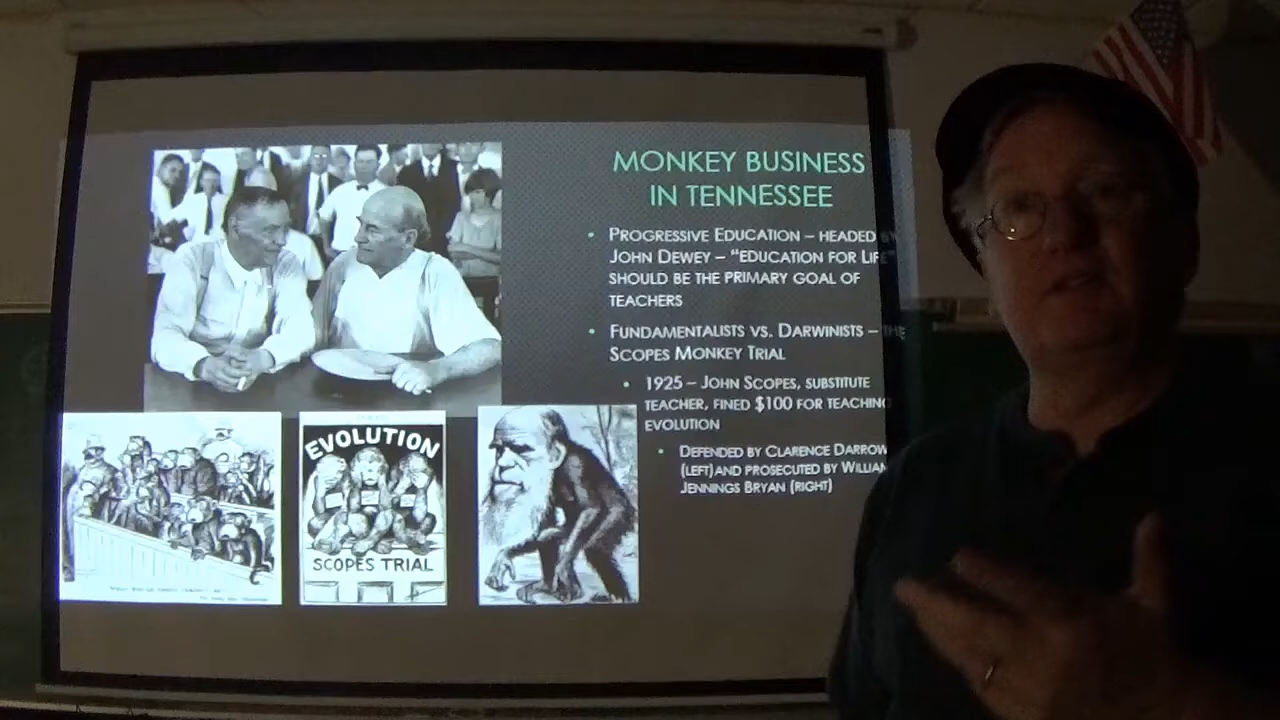 MONKEY BUSINESS
IN TENNESSEE
• PROGRESSIVE EDUCATION – HEADED BY
JOHN DEWEY – “EDUCATION FOR LIFE”
SHOULD BE THE PRIMARY GOAL OF
TEACHERS
• FUNDAMENTALISTS VS. DARWINISTS – THE
SCOPES MONKEY TRIAL
• 1925 – JOHN SCOPES, SUBSTITUTE
TEACHER, FINED $100 FOR TEACHING
EVOLUTION
• DEFENDED BY CLARENCE DARROW
(LEFT)AND PROSECUTED BY WILLIAM
JENNINGS BRYAN (RIGHT)
EVOLUTION
SCOPES TRIAL